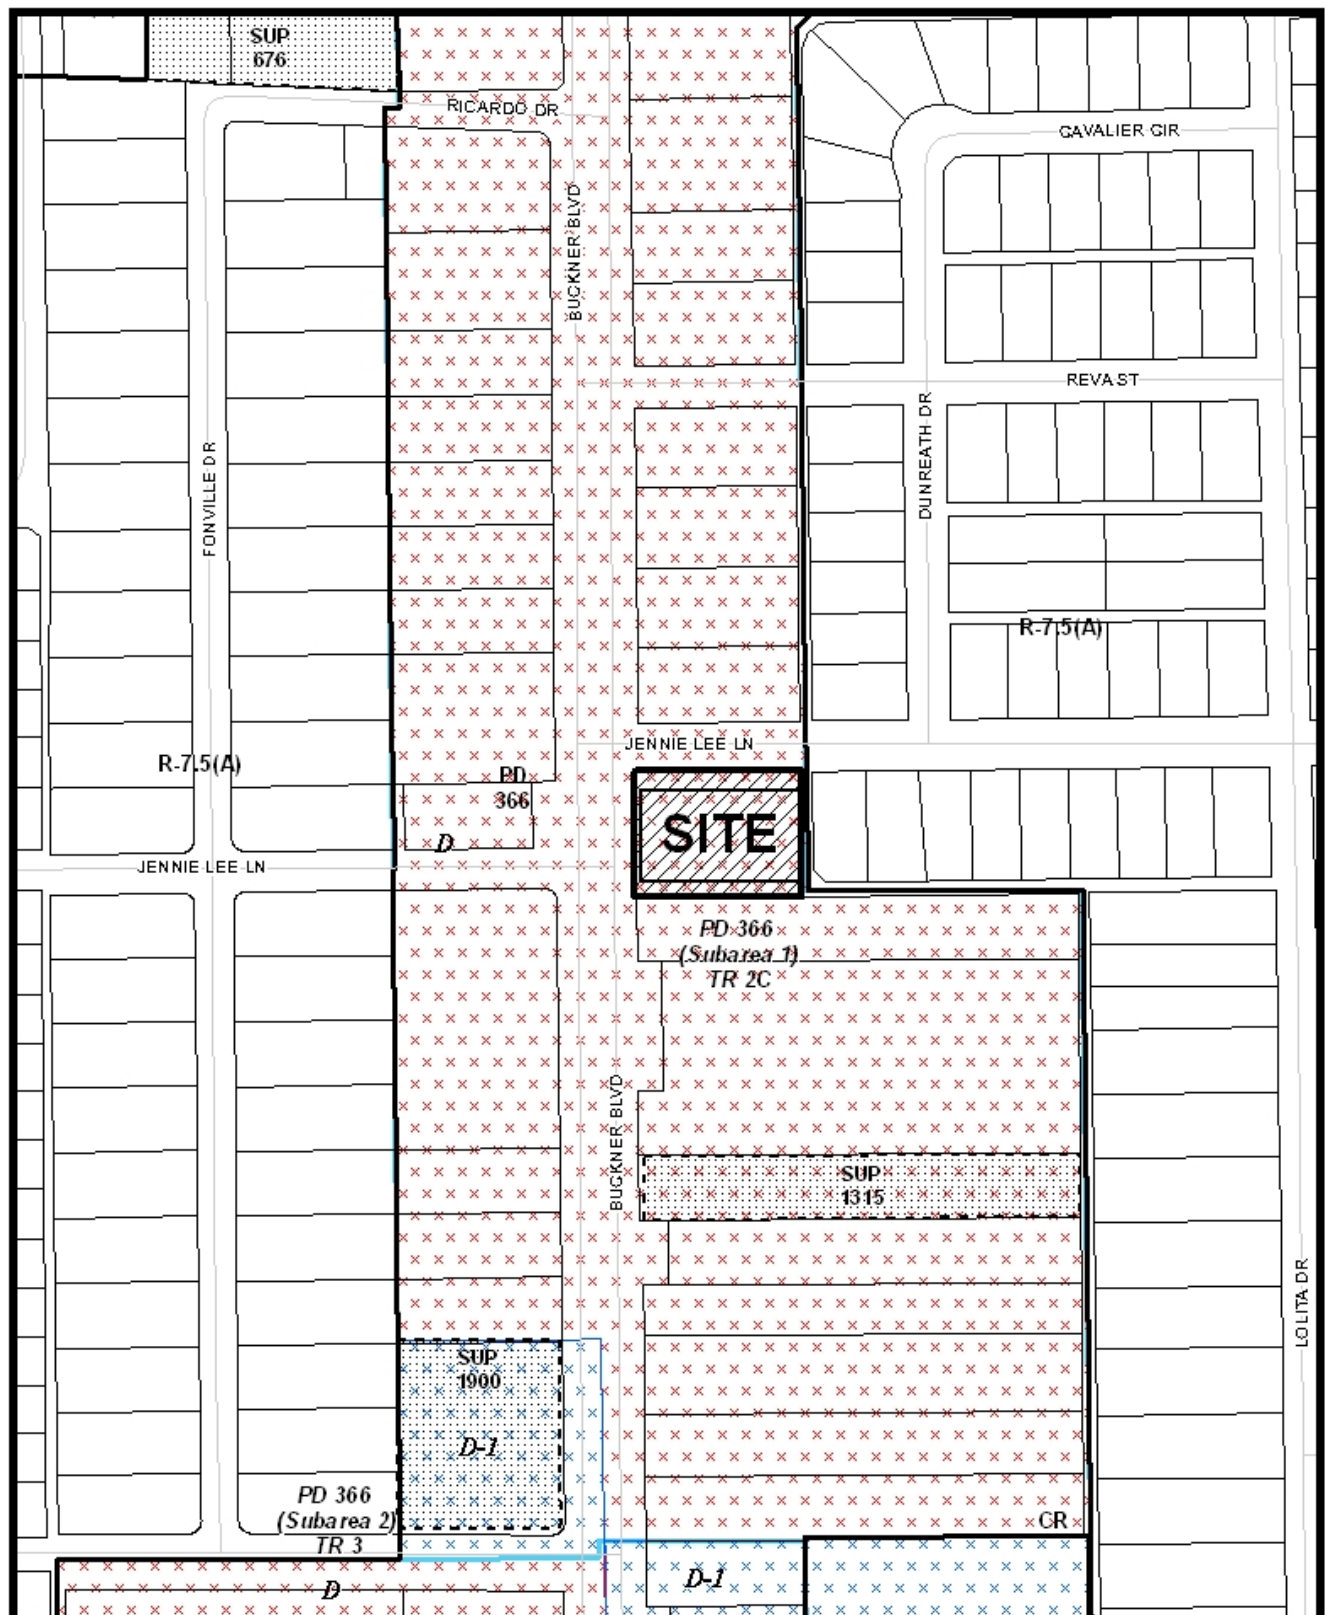 SUP
676
RICARDO DR
CAVALIER CIR
BUCKNER BLVD
REVA ST
DUNREATH DR
FONVILLE DR
R-7.5(A)
JENNIE LEE LN
R-7.5(A)
PD
366
SITE
D
JENNIE LEE LN
PD 366
(Subarea 1)
TR 2C
BUCKNER BLVD
SUP
1315
LOLITA DR
SUP
1900
D-1
PD 366
(Subarea 2)
TR 3
CR
D-1
D